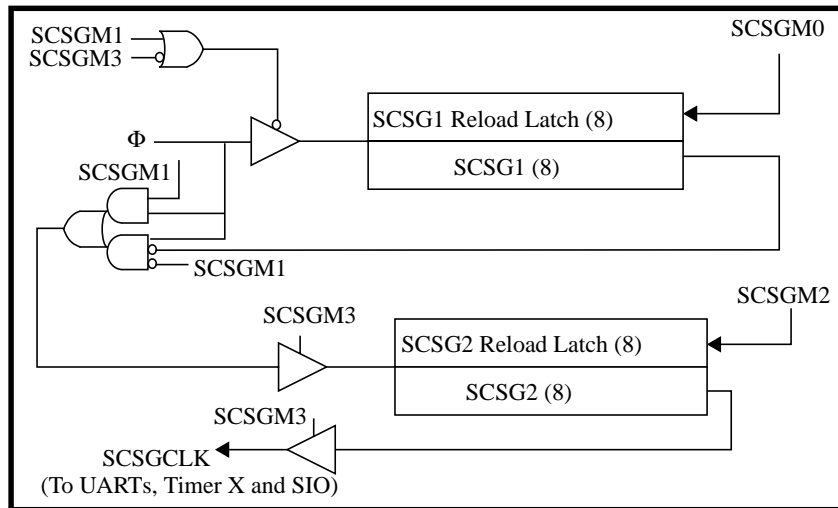 SCSGM1
SCSGM3
SCSGM0
SCSG1 Reload Latch (8)
Φ
SCSG1 (8)
SCSGM1
SCSGM1
SCSGM2
SCSGM3
SCSG2 Reload Latch (8)
SCSG2 (8)
SCSGM3
SCSGCLK
(To UARTs, Timer X and SIO)